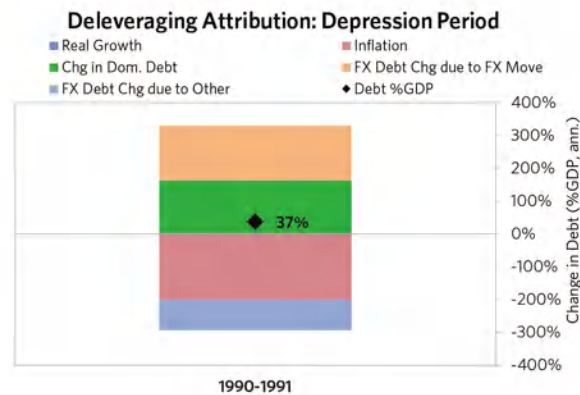 Deleveraging Attribution: Depression Period
Real Growth
Inflation
Chg in Dom. Debt
FX Debt Chg due to FX Move
FX Debt Chg due to Other
Debt %GDP
400%
300%
200%
100%
0%
-100%
-200%
-300%
-400%
Change in Debt (%GDP, ann.)
37%
1990-1991